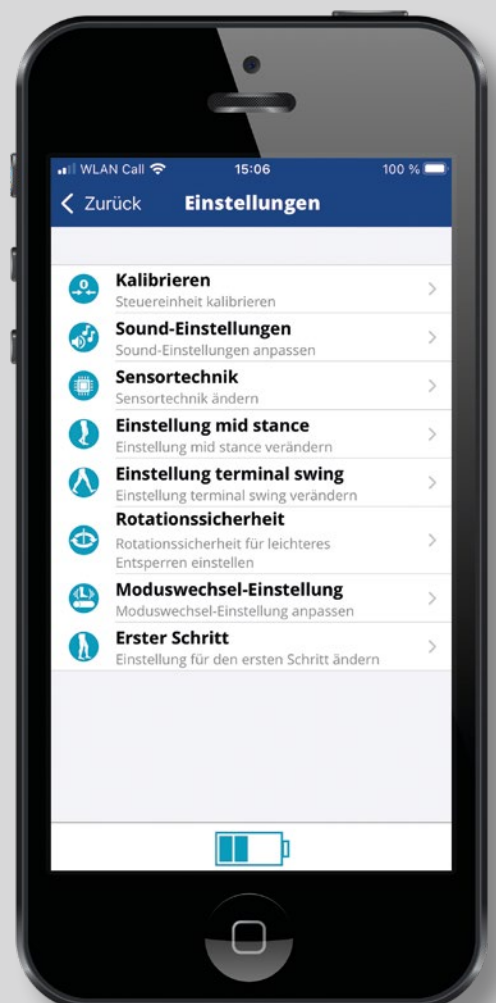 WLAN Call 15:06 100 %
Zurück Einstellungen
Kalibrieren
Steuereinheit kalibrieren
Sound-Einstellungen
Sound-Einstellungen anpassen
Sensortechnik
Sensortechnik ändern
Einstellung mid stance
Einstellung mid stance verändern
Einstellung terminal swing
Einstellung terminal swing verändern
Rotationssicherheit
Rotationssicherheit für leichteres
Entsperren einstellen
Moduswechsel-Einstellung
Moduswechsel-Einstellung anpassen
Erster Schritt
Einstellung für den ersten Schritt ändern